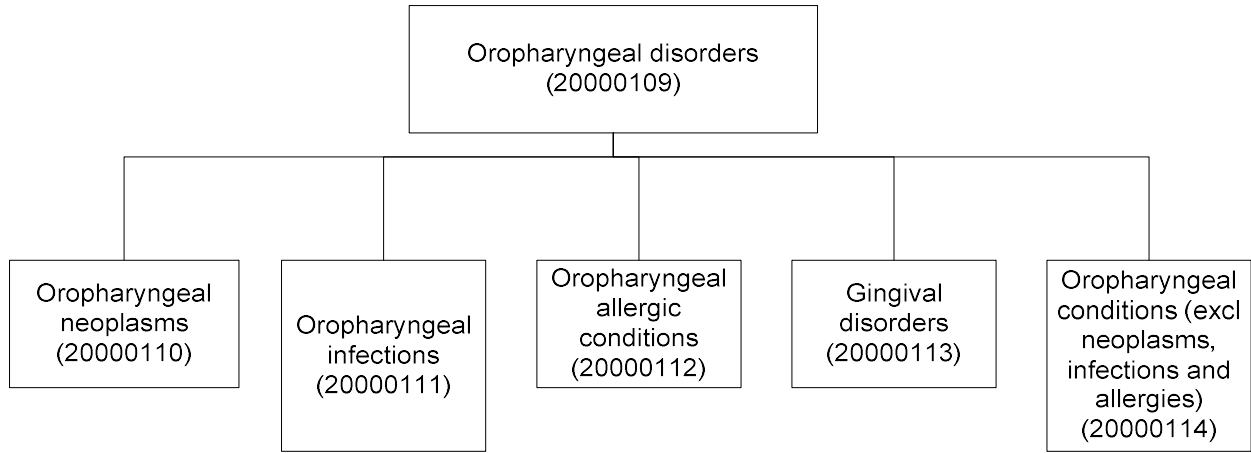 Oropharyngeal disorders
(20000109)
Oropharyngeal
neoplasms
(20000110)
Oropharyngeal
infections
(20000111)
Oropharyngeal
allergic
conditions
(20000112)
Gingival
disorders
(20000113)
Oropharyngeal
conditions (excl
neoplasms,
infections and
allergies)
(20000114)